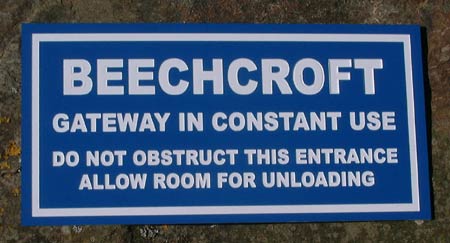 BEECHCROFT
GATEWAY IN CONSTANT USE
DO NOT OBSTRUCT THIS ENTRANCE
ALLOW ROOM FOR UNLOADING